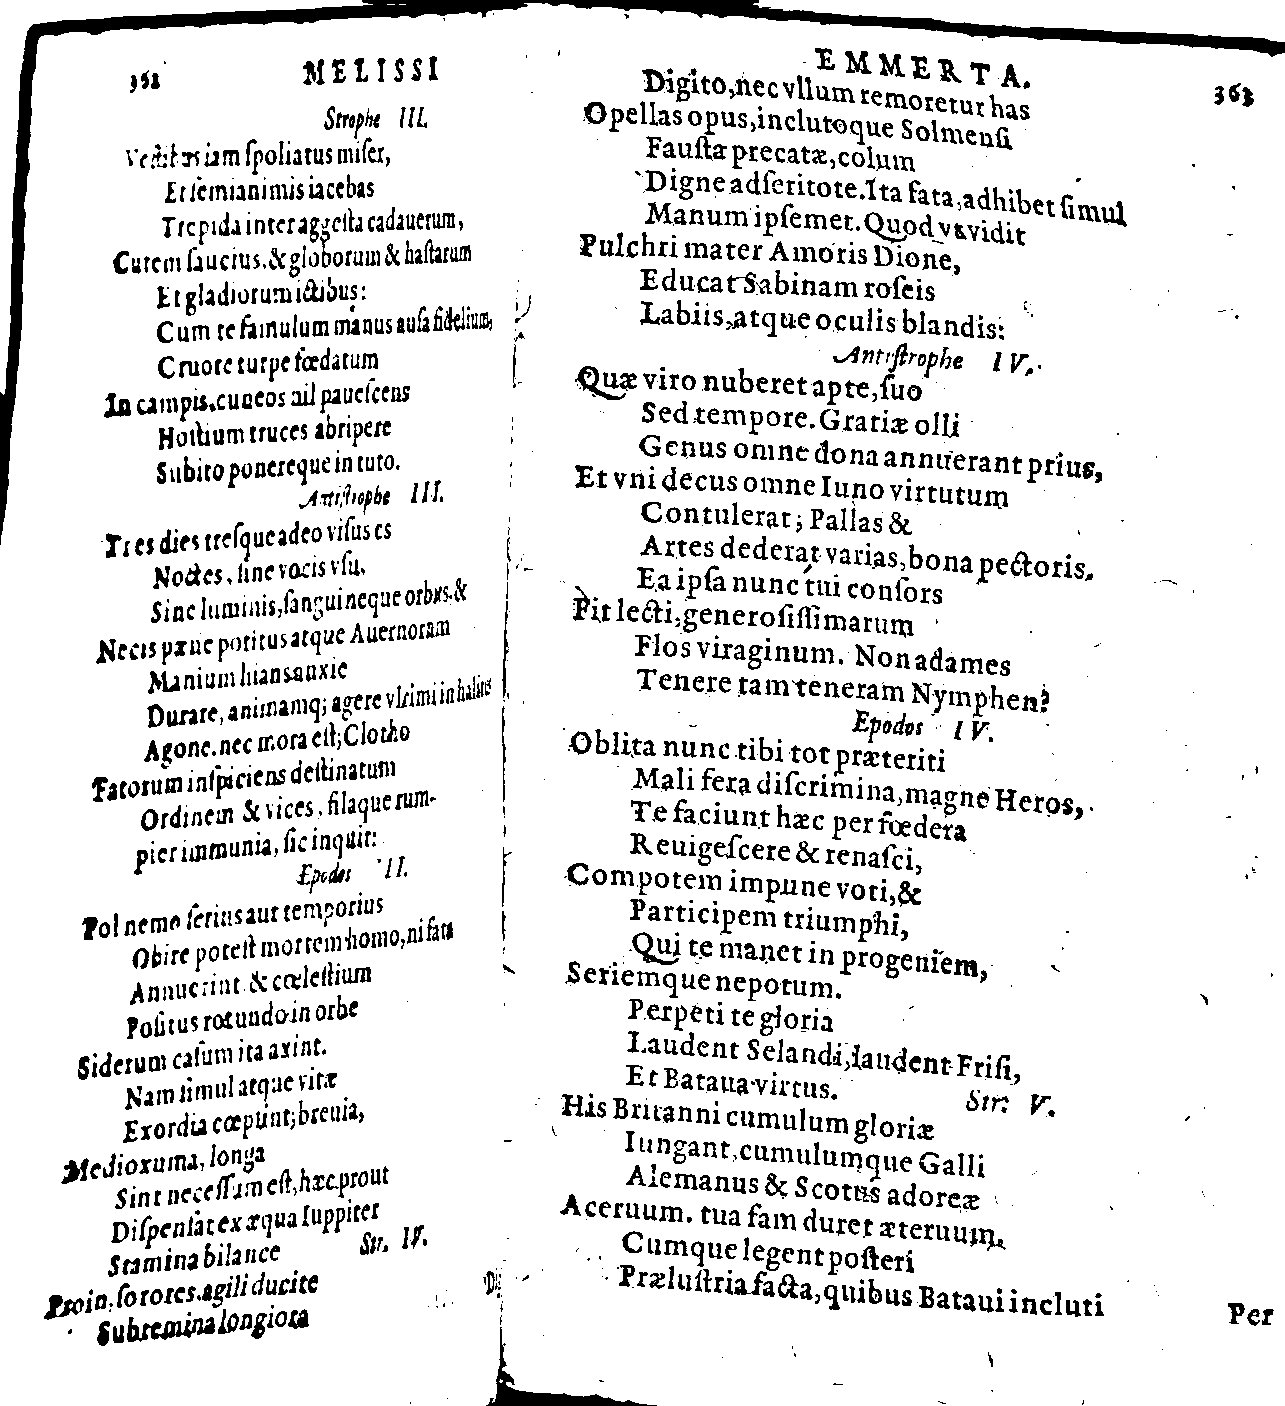 362 MELISSI
Strophe III.
Vestibus iam ſpoliatus miſer,
Et ſemianimis iacebas
Trepida inter aggeſta cadauerum,
Cutem ſaucius, & globorum & haſtarum
Et gladiorum ictibus:
Cum te famulum manus auſa fidelium,
Cruore turpe fœdatum
In campis, cuneos nil paueſcens
Hoſtium truces abripere
Subito ponereque in tuto.
Antiſtrophe III.
Tres dies treſque adeo viſus es
Noctes, ſine vocis vſu,
Sine luminis, ſanguineque orbus, &
Necis pæne potitus atque Auernoram
Manium hians anxie
Durare, animamq; agere vltimi in halitus
Agone. nec mora eſt; Clotho
Fatorum inſpiciens deſtinatum
Ordinem & vices, filaque rum-
pier immunia, ſic inquit:
Epodos II.
Pol nemo ſerius aut temporius
Obire poteſt mortem homo, ni fata
Annuerint & cœleſtium
Poſitus rotundo in orbe
Siderum caſum ita axint.
Nam ſimul atque vitæ
Exordia cœpiunt; breuia,
Medioxuma, longa
Sint neceſſum eſt, hæc prout
Diſpenſat ex æqua Iuppiter
Stamina bilance
Str. IV.
Proin, ſorores, agili ducite
Subtemina longiora
Di
EMMERTA. 363
Digito, nec vllum remoretur has
Opellas opus, inclutoque Solmenſi
Fauſtæ precatæ, colum
Digne adſeritote. Ita fata, adhibet ſimul
Manum ipſemet. Quod vt vidit
Pulchri mater Amoris Dione,
Educat Sabinam roſeis
Labiis, atque oculis blandis:
Antiſtrophe IV.
Quæ viro nuberet apte, ſuo
Sed tempore. Gratiæ olli
Genus omne dona annuerant prius,
Et vni decus omne Iuno virtutum
Contulerat; Pallas &
Artes dederat varias, bona pectoris.
Ea ipſa nunc tui conſors
Fit lecti, generoſiſſimarum
Flos viraginum. Non adames
Tenere tam teneram Nymphen?
Epodos IV.
Oblita nunc tibi tot præteriti
Mali fera diſcrimina, magne Heros,
Te faciunt hæc per fœdera
Reuigeſcere & renaſci,
Compotem impune voti, &
Participem triumphi,
Qui te manet in progeniem,
Seriemque nepotum.
Perpeti te gloria
Laudent Selandi, laudent Friſi,
Et Bataua virtus.
Str: V.
His Britanni cumulum gloriæ
Iungant, cumulumque Galli
Alemanus & Scotus adoreæ
Aceruum. tua fam duret æteruum,
Cumque legent poſteri
Præluſtria facta, quibus Bataui incluti
Per